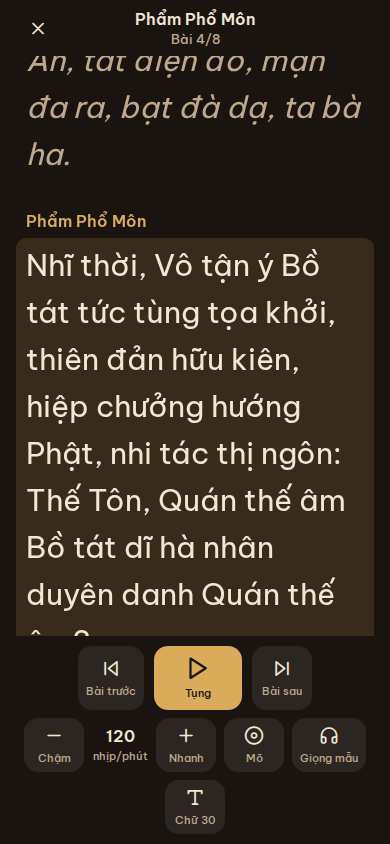 Phẩm Phổ Môn
Bài 4/8
Án, tát điện đô, mạn
đa ra, bạt đà dạ, ta bà
ha.
Phẩm Phổ Môn
Nhĩ thời, Vô tận ý Bồ
tát tức tùng tọa khởi,
thiên đản hữu kiên,
hiệp chưởng hướng
Phật, nhi tác thị ngôn:
Thế Tôn, Quán thế âm
Bồ tát dĩ hà nhân
duyên danh Quán thế
Bài trước
Tụng
Bài sau
Chậm
120
nhịp/phút
Nhanh
Mõ
Giọng mẫu
Chữ 30